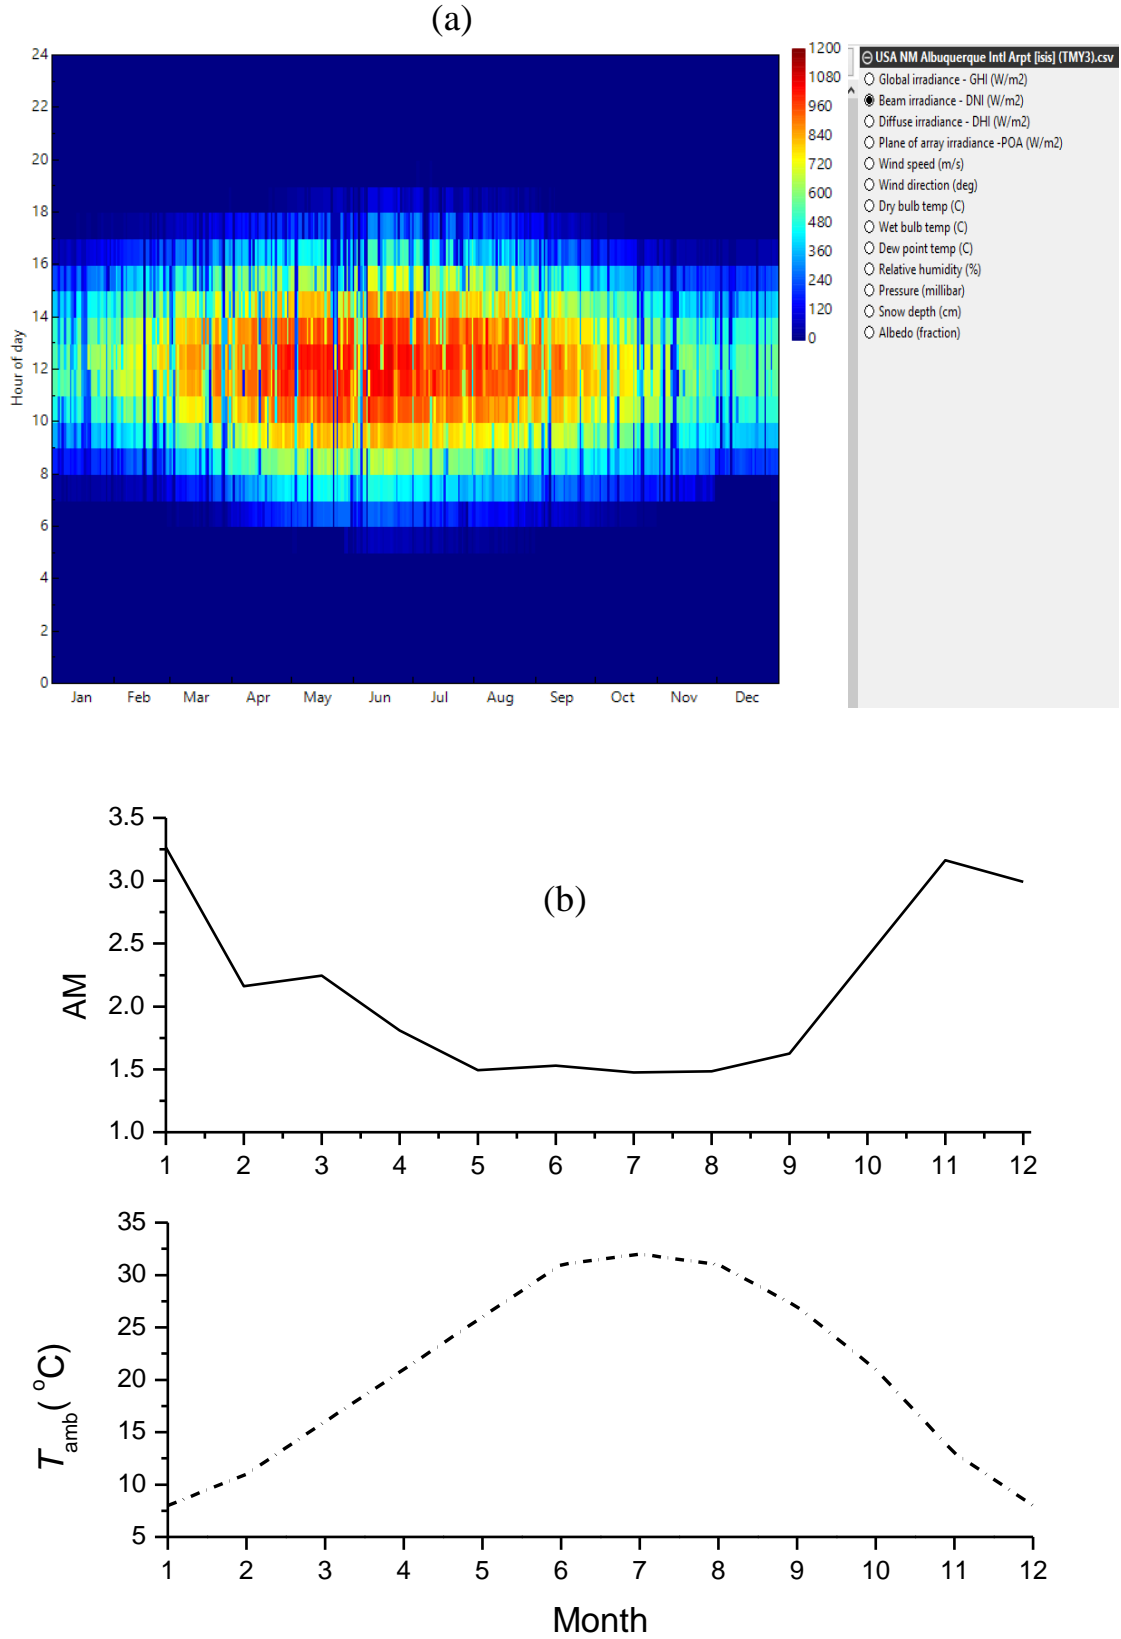 (a)
24
22
20
18
16
14
12
10
8
6
4
2
0
Hour of day
Jan Feb Mar Apr May Jun Jul Aug Sep Oct Nov Dec
1200
1080
960
840
720
600
480
360
240
120
0
USA NM Albuquerque Intl Arpt [isis] (TMY3).csv
Global irradiance - GHI (W/m2)
Beam irradiance - DNI (W/m2)
Diffuse irradiance - DHI (W/m2)
Plane of array irradiance -POA (W/m2)
Wind speed (m/s)
Wind direction (deg)
Dry bulb temp (C)
Wet bulb temp (C)
Dew point temp (C)
Relative humidity (%)
Pressure (millibar)
Snow depth (cm)
Albedo (fraction)
(b)
3.5
3.0
2.5
2.0
1.5
1.0
AM
1 2 3 4 5 6 7 8 9 10 11 12
35
30
25
20
15
10
5
T_amb ( °C)
1 2 3 4 5 6 7 8 9 10 11 12
Month